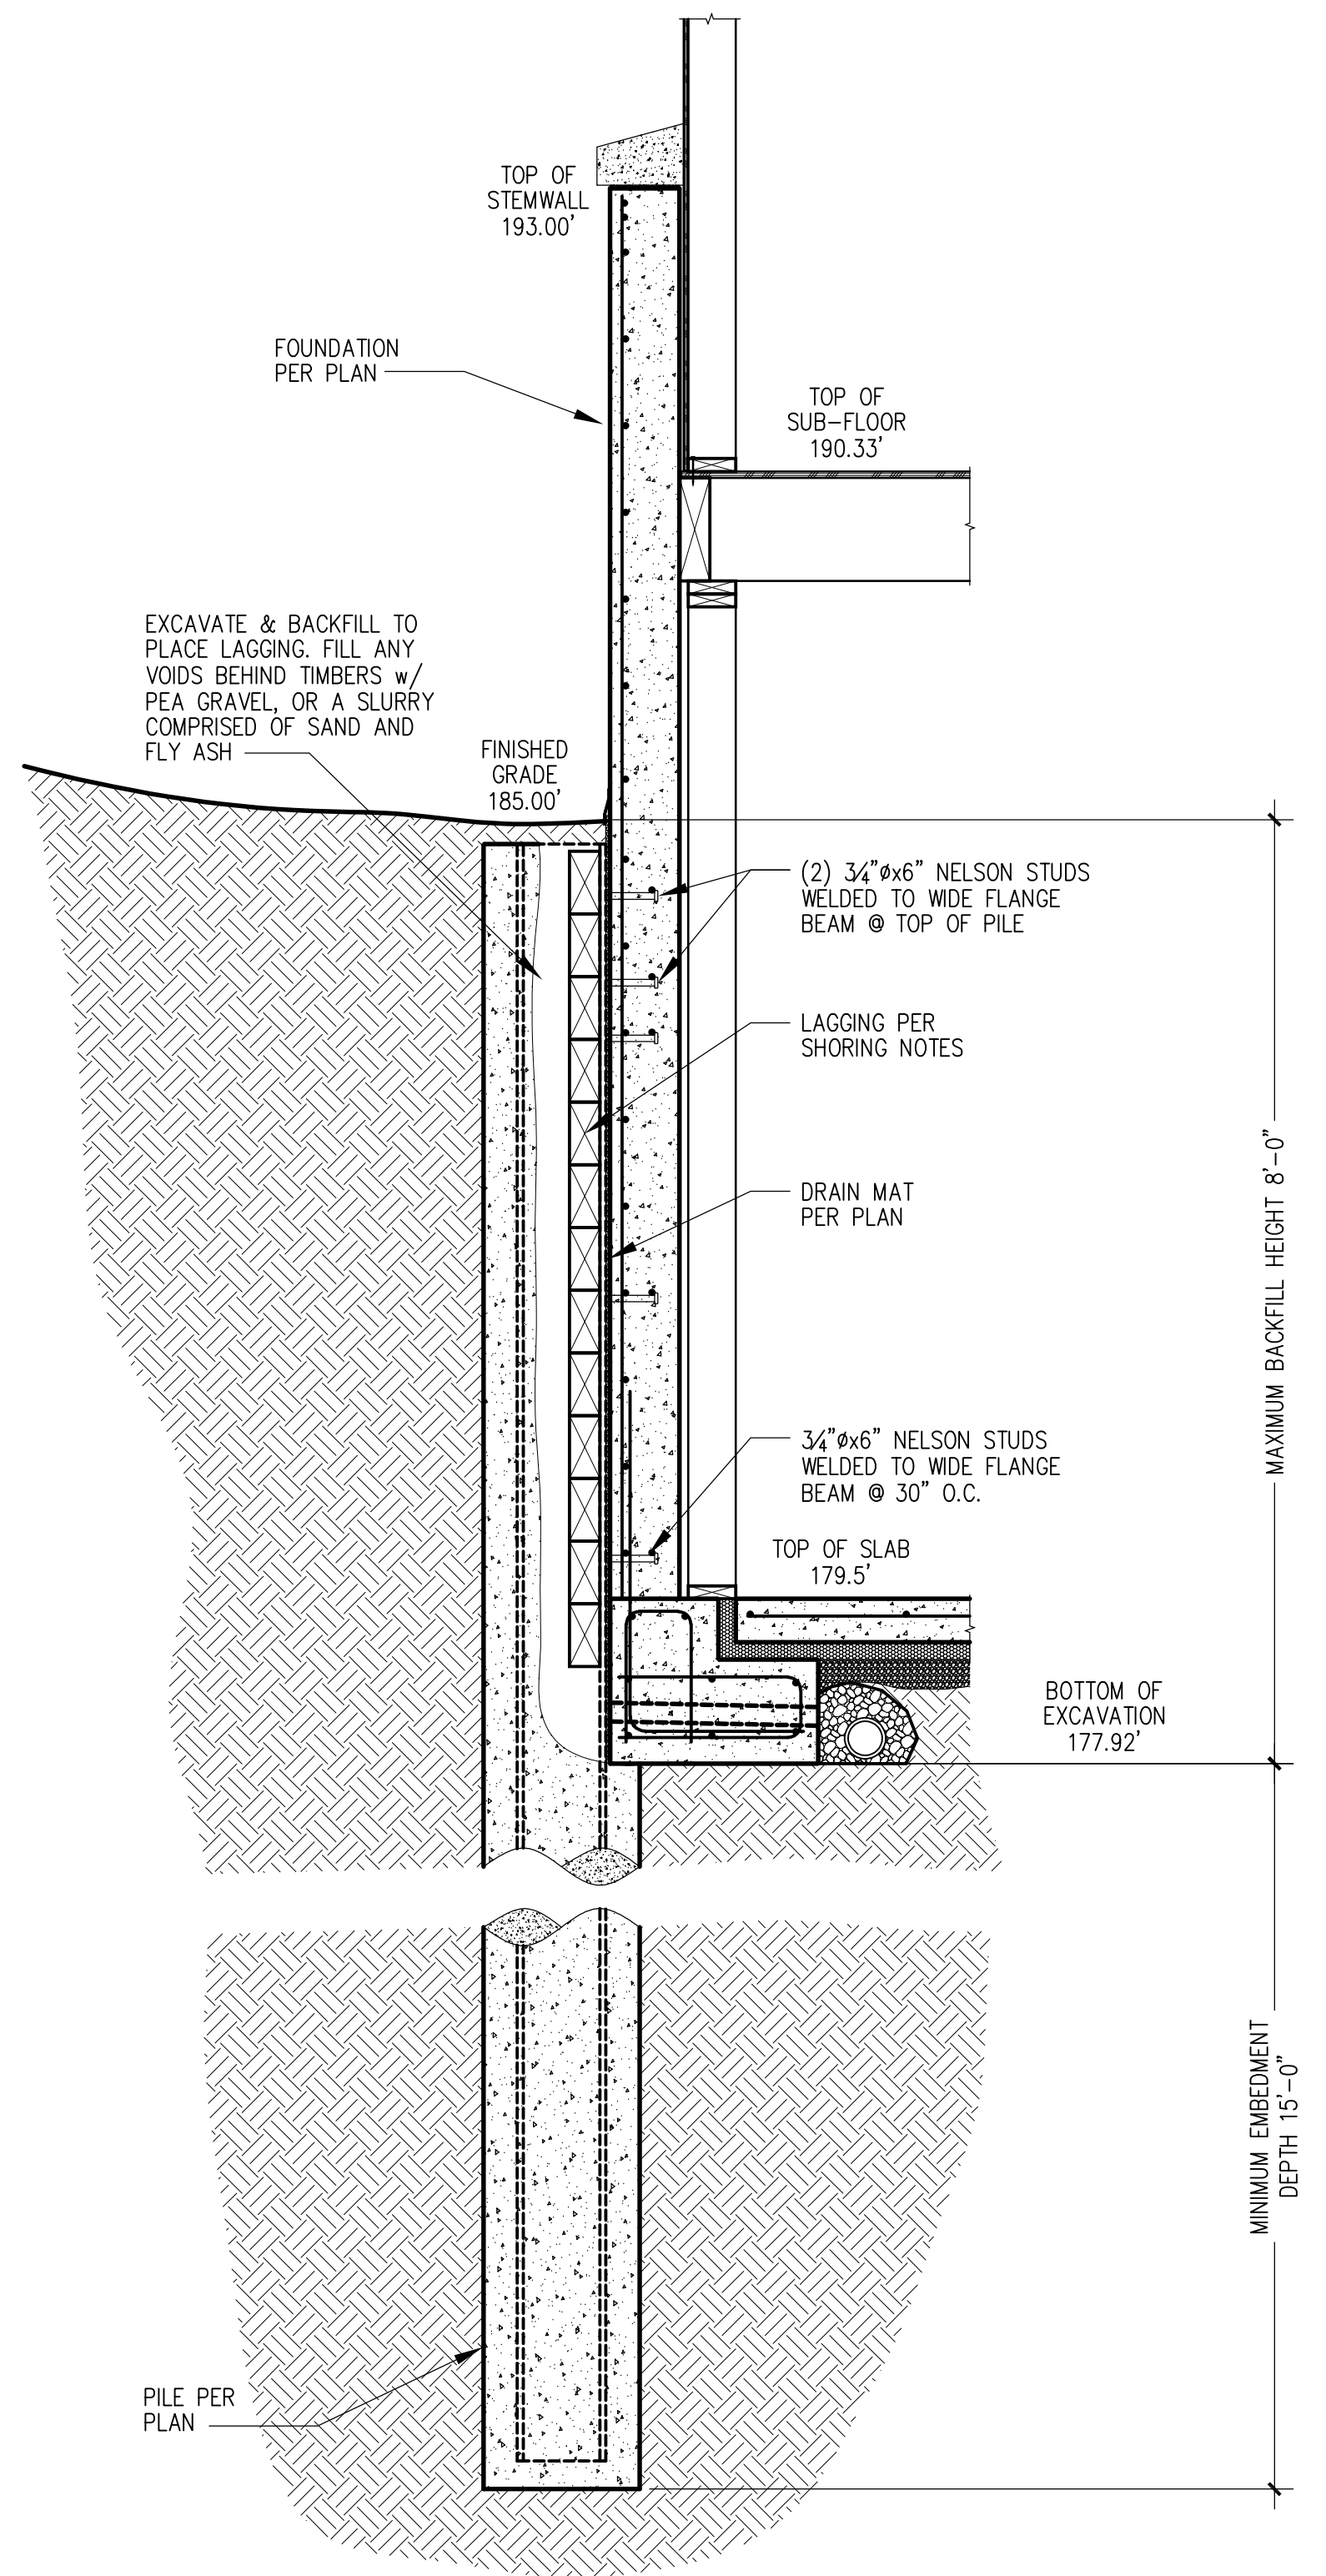 TOP OF
STEMWALL
193.00'
FOUNDATION
PER PLAN
TOP OF
SUB-FLOOR
190.33'
EXCAVATE & BACKFILL TO
PLACE LAGGING. FILL ANY
VOIDS BEHIND TIMBERS w/
PEA GRAVEL, OR A SLURRY
COMPRISED OF SAND AND
FLY ASH
FINISHED
GRADE
185.00'
(2) 3/4"øx6" NELSON STUDS
WELDED TO WIDE FLANGE
BEAM @ TOP OF PILE
LAGGING PER
SHORING NOTES
DRAIN MAT
PER PLAN
MAXIMUM BACKFILL HEIGHT 8'-0"
3/4"øx6" NELSON STUDS
WELDED TO WIDE FLANGE
BEAM @ 30" O.C.
TOP OF SLAB
179.5'
BOTTOM OF
EXCAVATION
177.92'
MINIMUM EMBEDMENT
DEPTH 15'-0"
PILE PER
PLAN